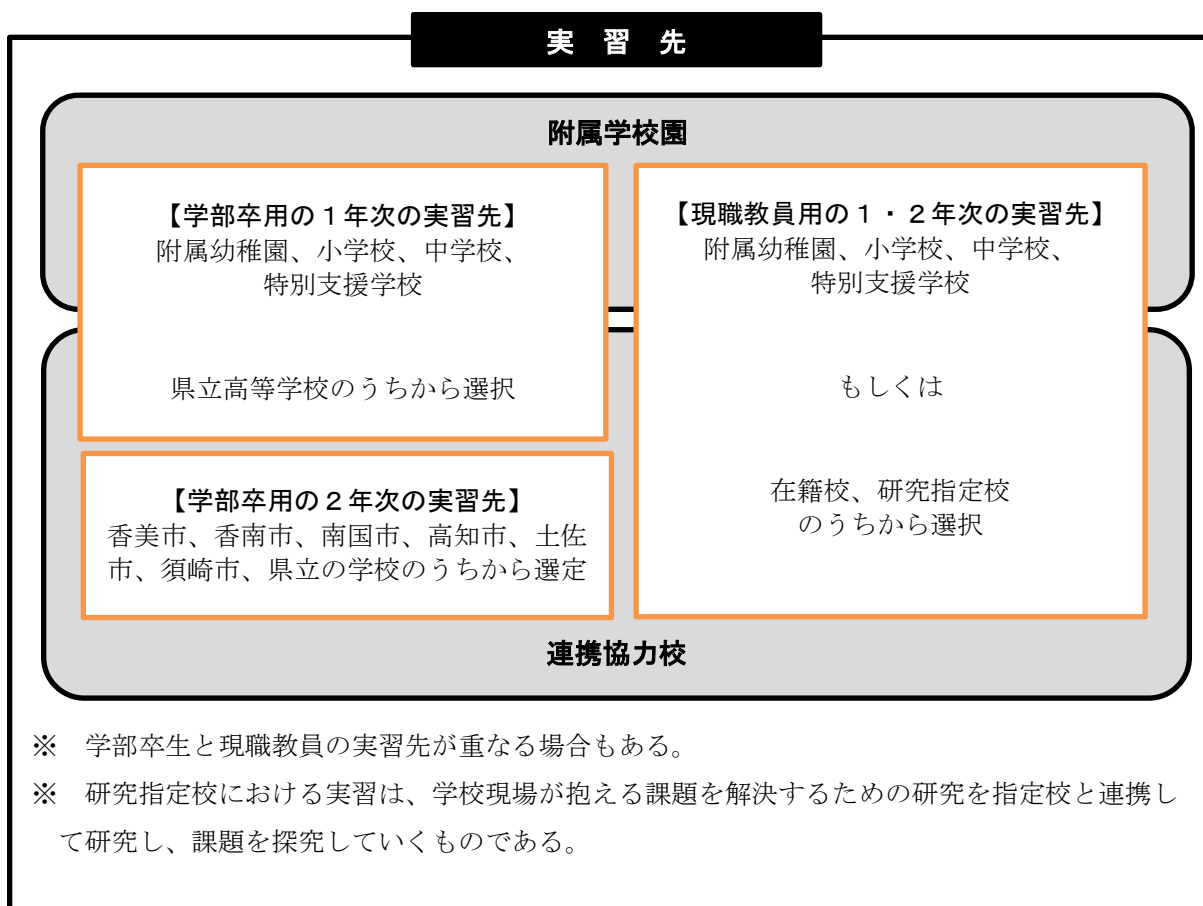 実 習 先
附属学校園
【学部卒用の１年次の実習先】
附属幼稚園、小学校、中学校、
特別支援学校
県立高等学校のうちから選択
【学部卒用の２年次の実習先】
香美市、香南市、南国市、高知市、土佐
市、須崎市、県立の学校のうちから選定
【現職教員用の１・２年次の実習先】
附属幼稚園、小学校、中学校、
特別支援学校
もしくは
在籍校、研究指定校
のうちから選択
連携協力校
※　学部卒生と現職教員の実習先が重なる場合もある。
※　研究指定校における実習は、学校現場が抱える課題を解決するための研究を指定校と連携し
て研究し、課題を探究していくものである。